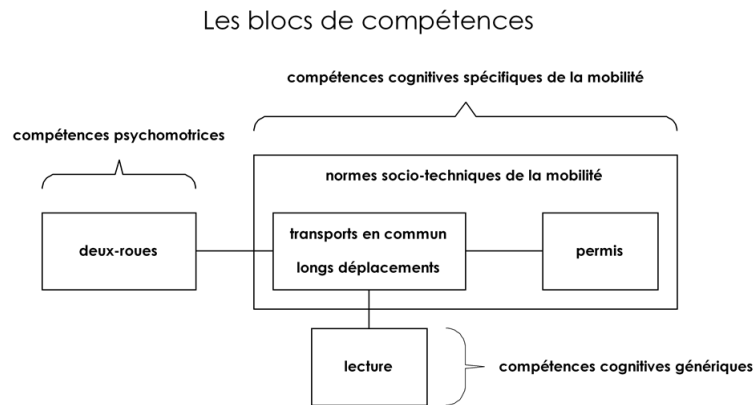 Les blocs de compétences
compétences cognitives spécifiques de la mobilité
compétences psychomotrices
normes socio-techniques de la mobilité
deux-roues
transports en commun
longs déplacements
permis
lecture
compétences cognitives génériques